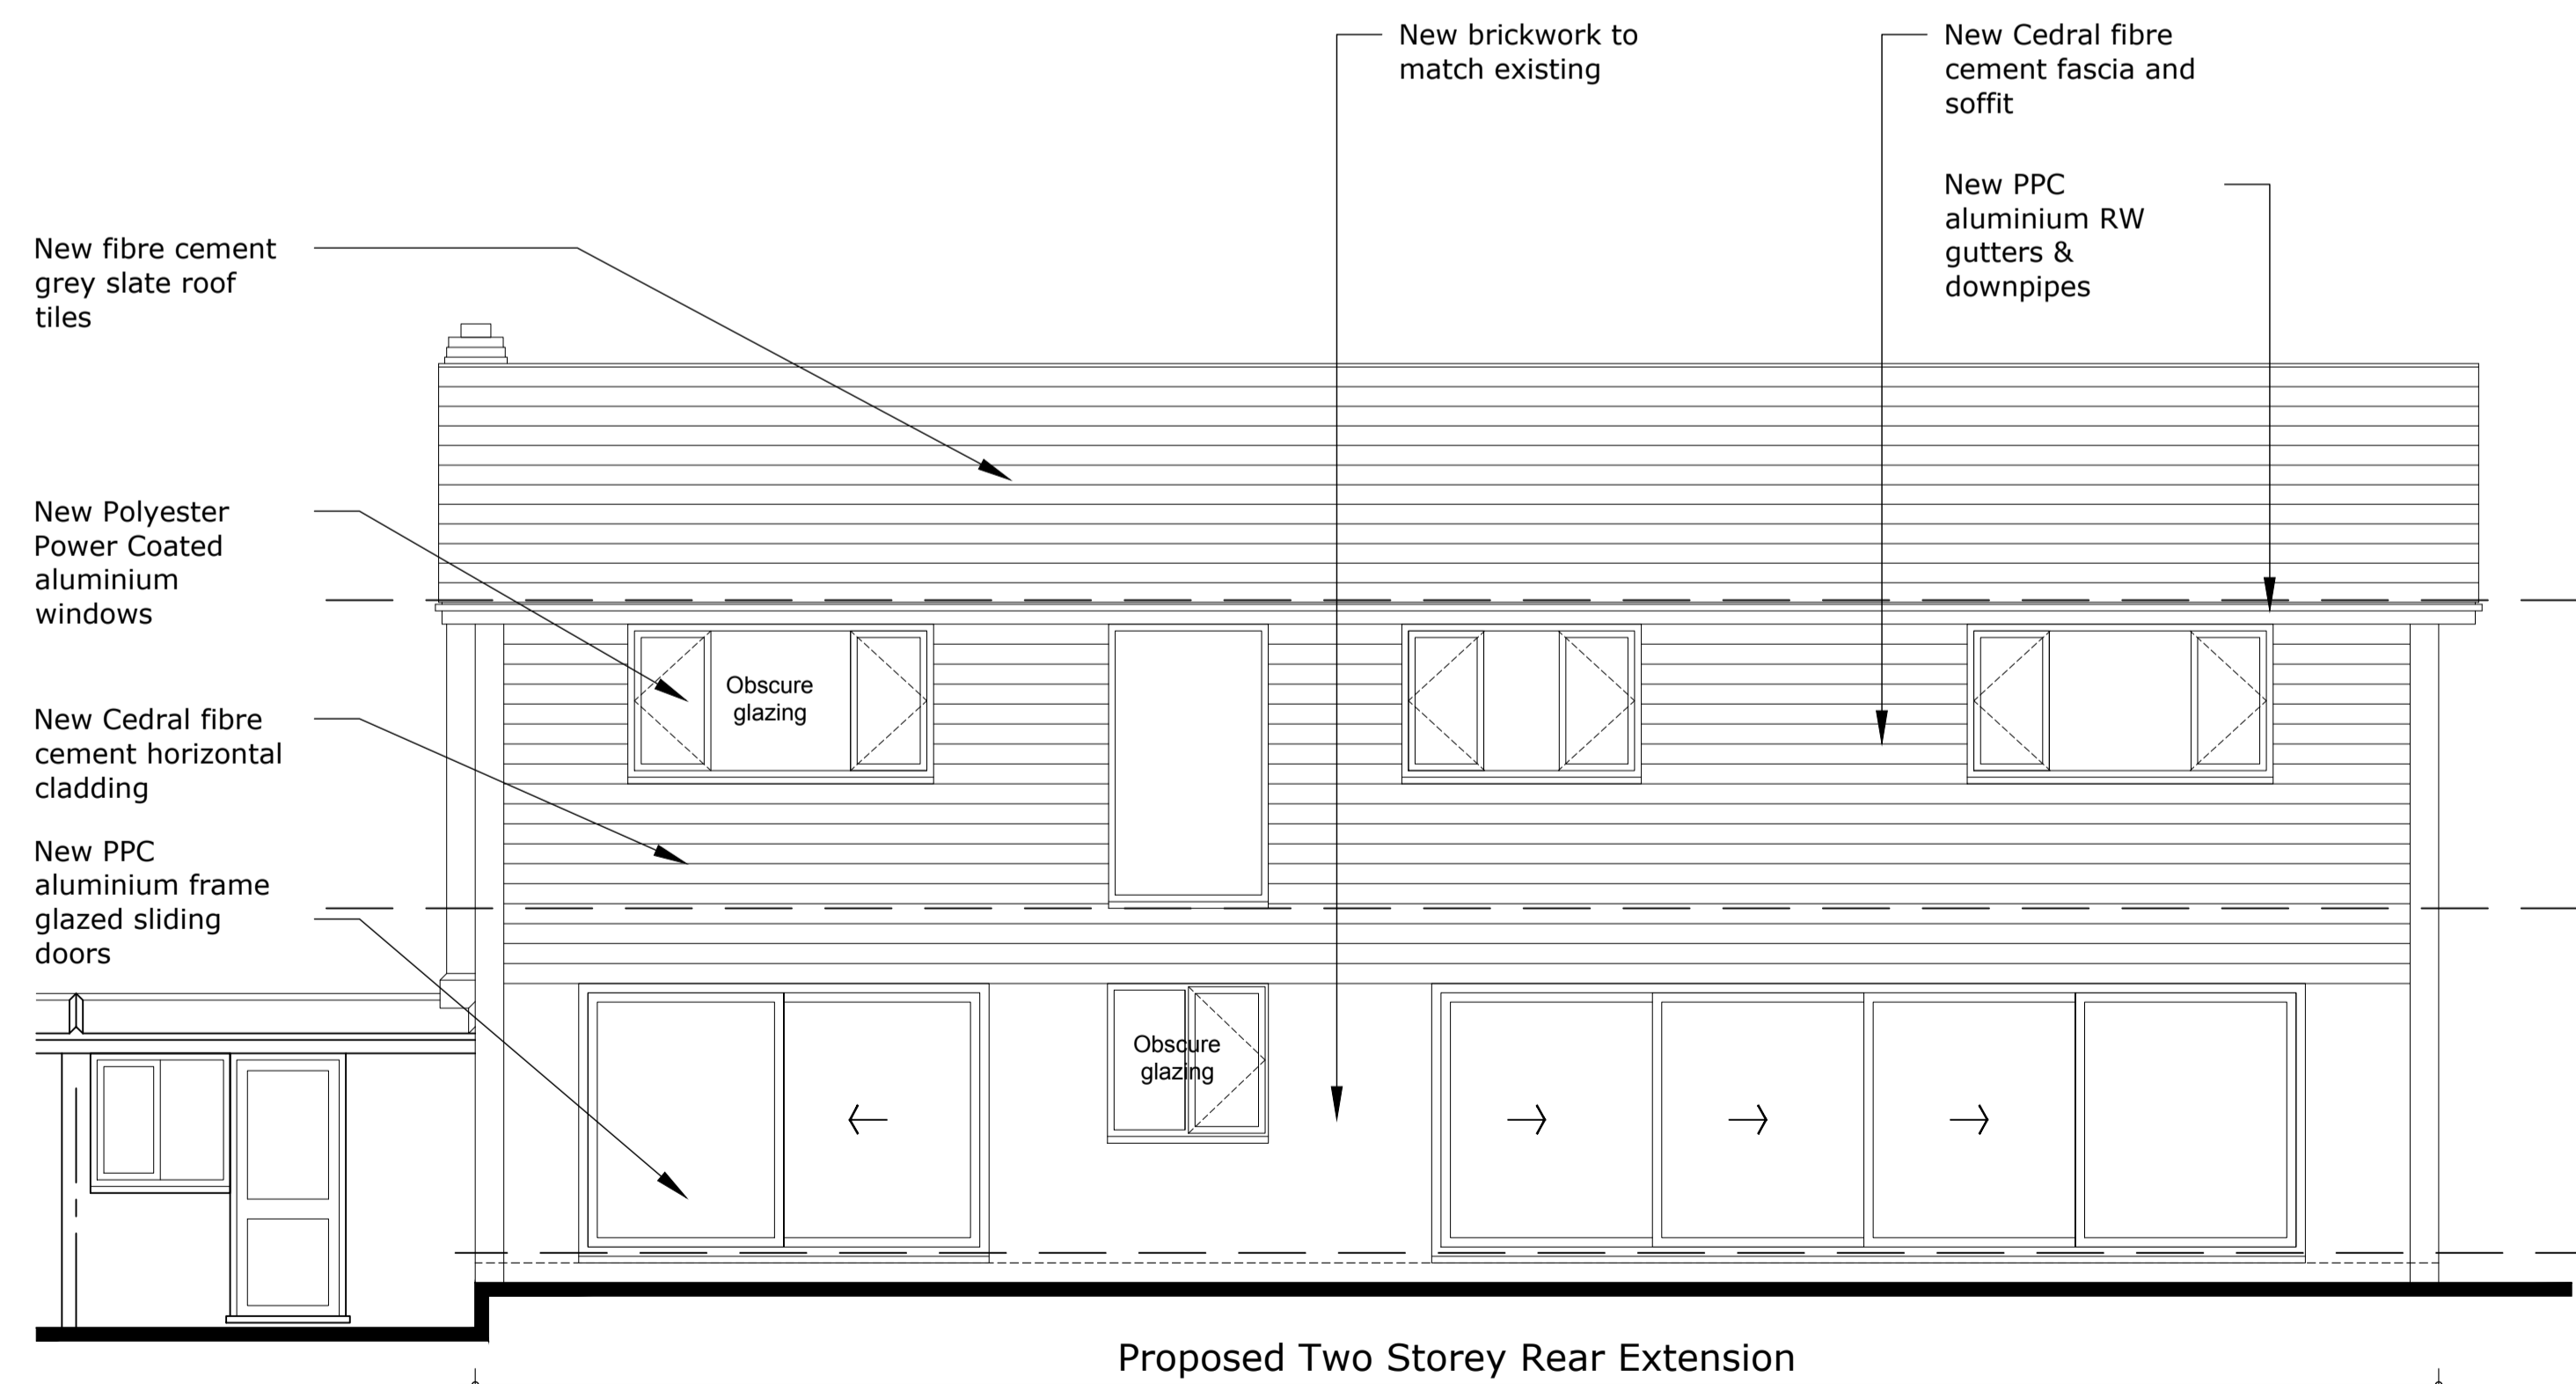 New brickwork to
match existing
New Cedral fibre
cement fascia and
soffit
New PPC
aluminium RW
gutters &
downpipes
New fibre cement
grey slate roof
tiles
New Polyester
Power Coated
aluminium
windows
New Cedral fibre
cement horizontal
cladding
New PPC
aluminium frame
glazed sliding
doors
Obscure
glazing
Obscure
glazing
Proposed Two Storey Rear Extension